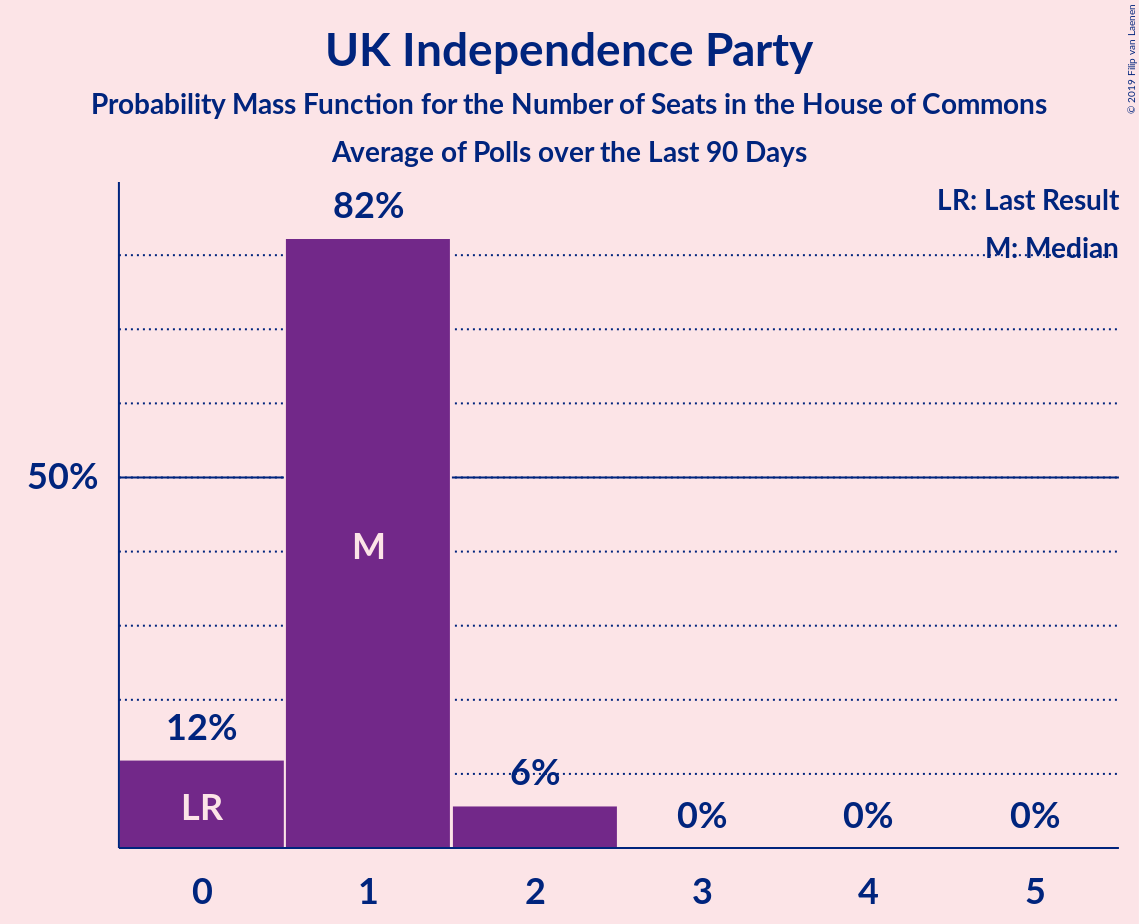 UK Independence Party
Probability Mass Function for the Number of Seats in the House of Commons
Average of Polls over the Last 90 Days
© 2019 Filip van Laenen
LR: Last Result
M: Median
82%
50%
M
12%
LR
6%
0%
0%
0%
0
1
2
3
4
5